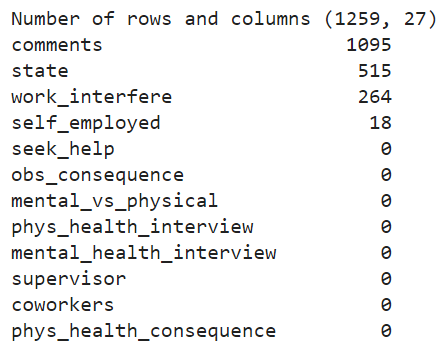 Number of rows and columns (1259, 27)
comments 1095
state 515
work_interfere 264
self_employed 18
seek_help 0
obs_consequence 0
mental_vs_physical 0
phys_health_interview 0
mental_health_interview 0
supervisor 0
coworkers 0
phys_health_consequence 0